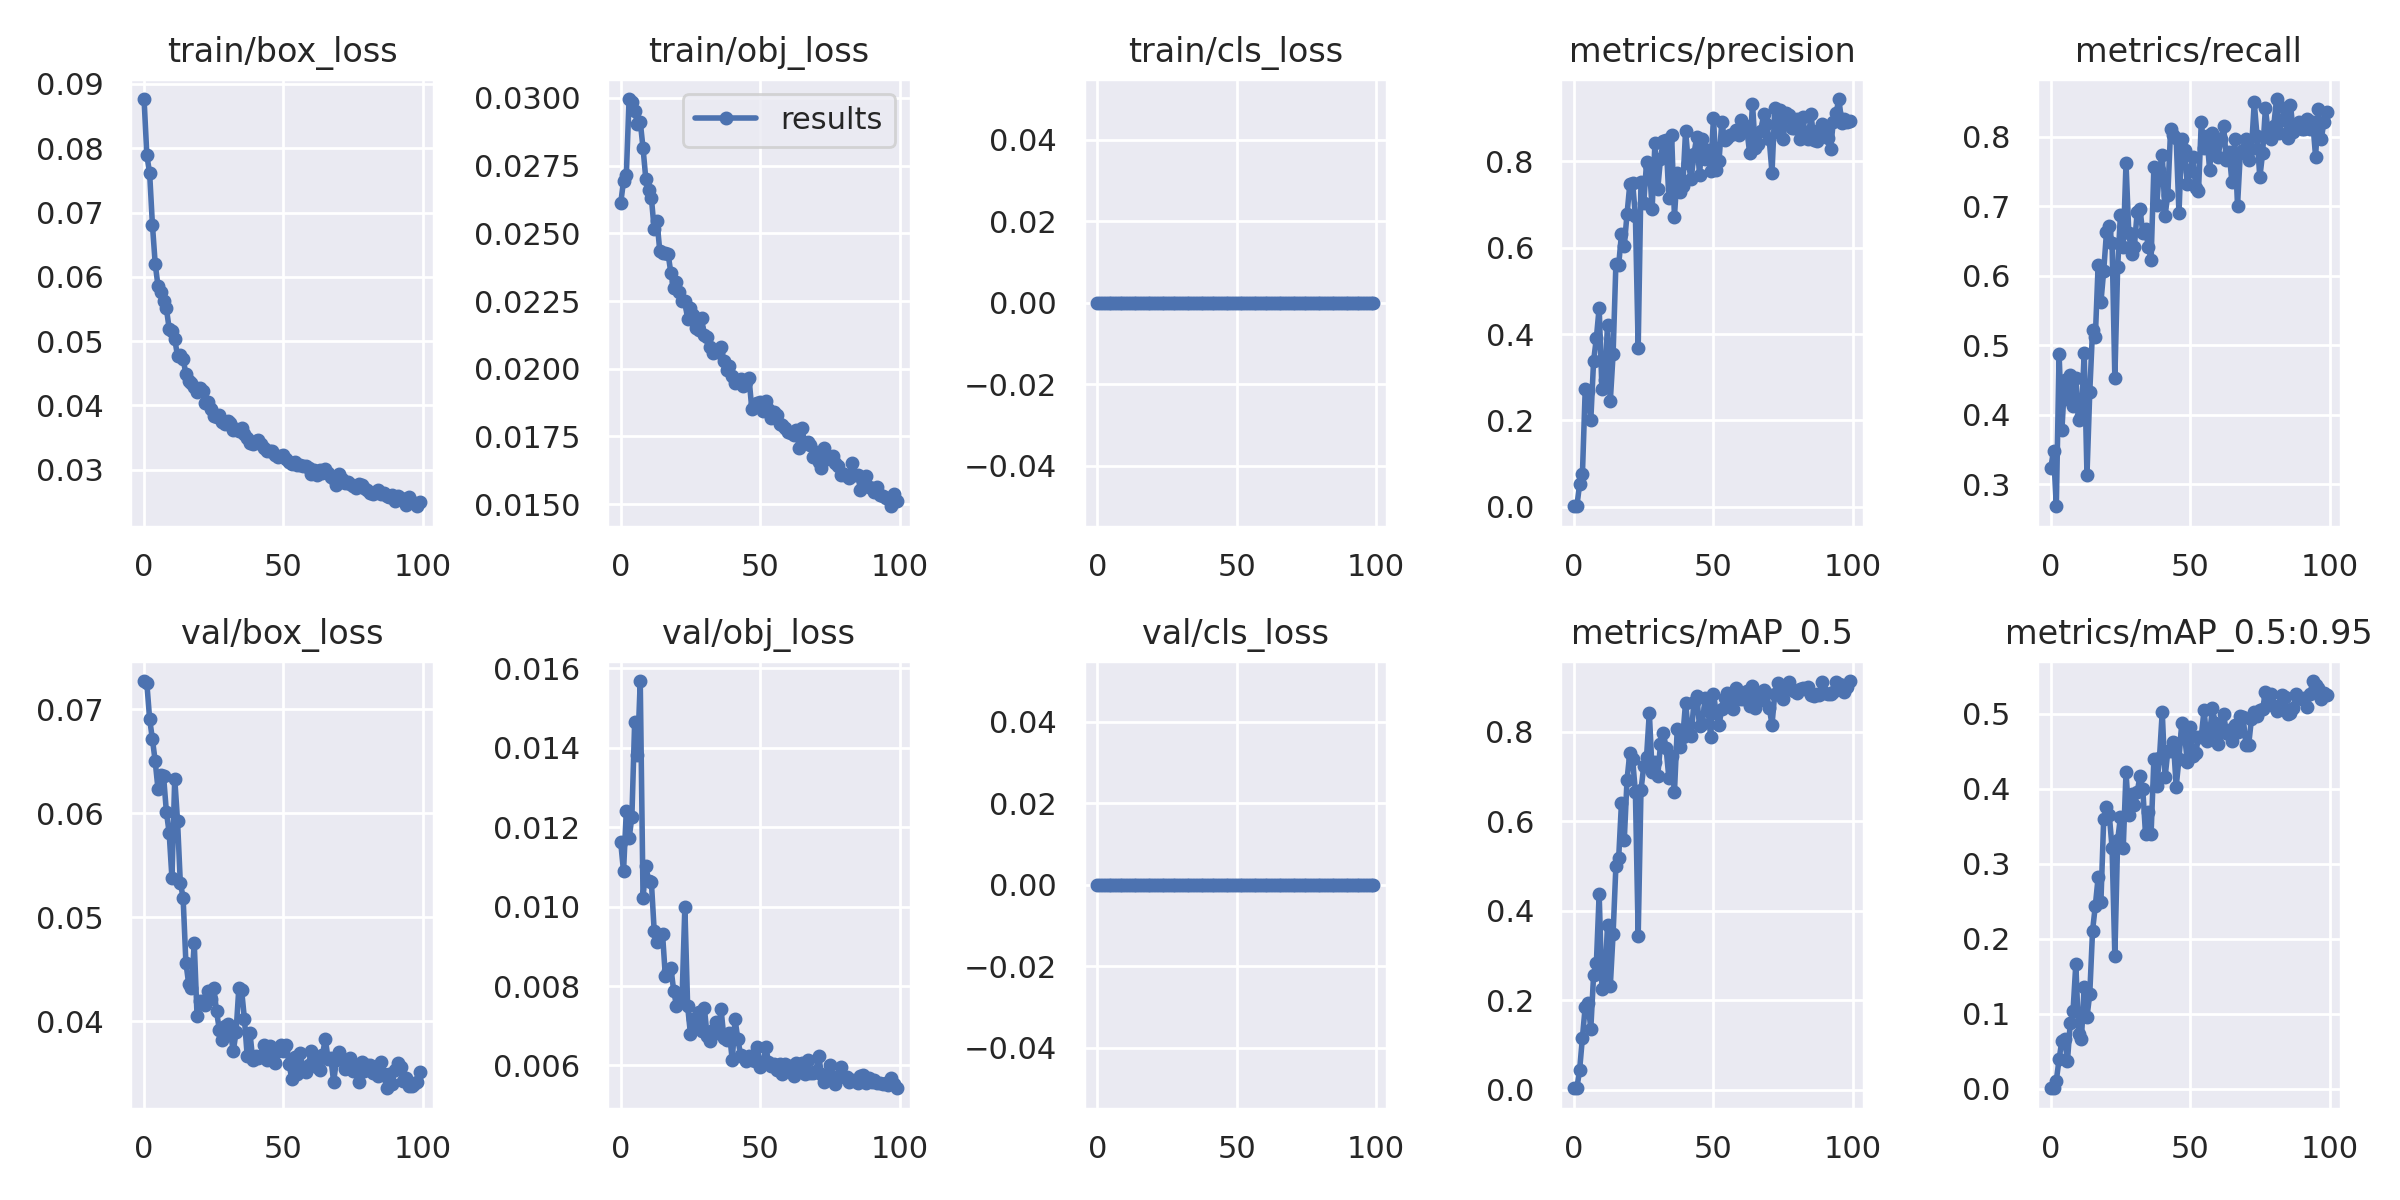 train/box_loss
train/obj_loss
train/cls_loss
metrics/precision
metrics/recall
0.09
0.08
0.07
0.06
0.05
0.04
0.03
0 50 100
0.0300
0.0275
0.0250
0.0225
0.0200
0.0175
0.0150
results
0 50 100
0.04
0.02
0.00
−0.02
−0.04
0 50 100
0.8
0.6
0.4
0.2
0.0
0 50 100
0.8
0.7
0.6
0.5
0.4
0.3
0 50 100
val/box_loss
val/obj_loss
val/cls_loss
metrics/mAP_0.5
metrics/mAP_0.5:0.95
0.07
0.06
0.05
0.04
0 50 100
0.016
0.014
0.012
0.010
0.008
0.006
0 50 100
0.04
0.02
0.00
−0.02
−0.04
0 50 100
0.8
0.6
0.4
0.2
0.0
0 50 100
0.5
0.4
0.3
0.2
0.1
0.0
0 50 100